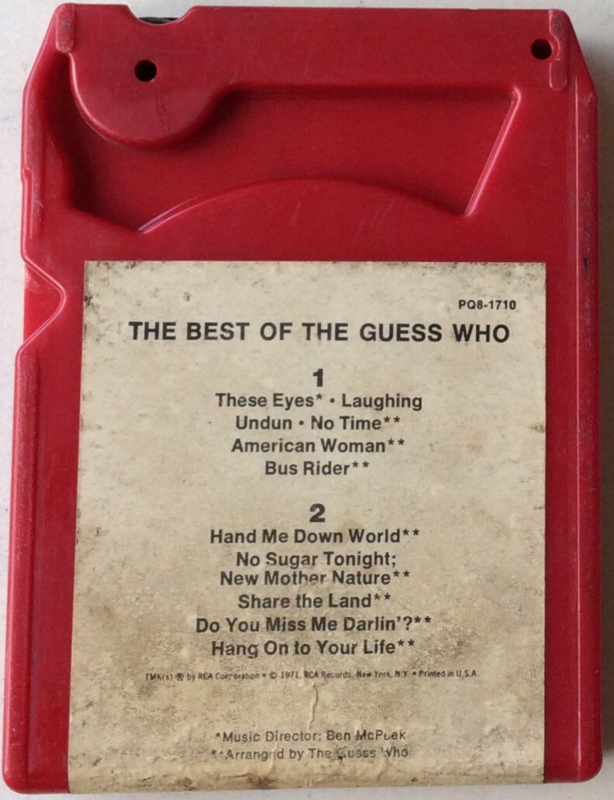 PQ8-1710
THE BEST OF THE GUESS WHO
1
These Eyes* • Laughing
Undun • No Time**
American Woman**
Bus Rider**
2
Hand Me Down World**
No Sugar Tonight;
New Mother Nature**
Share the Land**
Do You Miss Me Darlin'?**
Hang On to Your Life**
TMK(s) ® by RCA Corporation • © 1971, RCA Records, New York, N.Y. • Printed in U.S.A.
*Music Director: Ben McPeek
**Arranged by The Guess Who